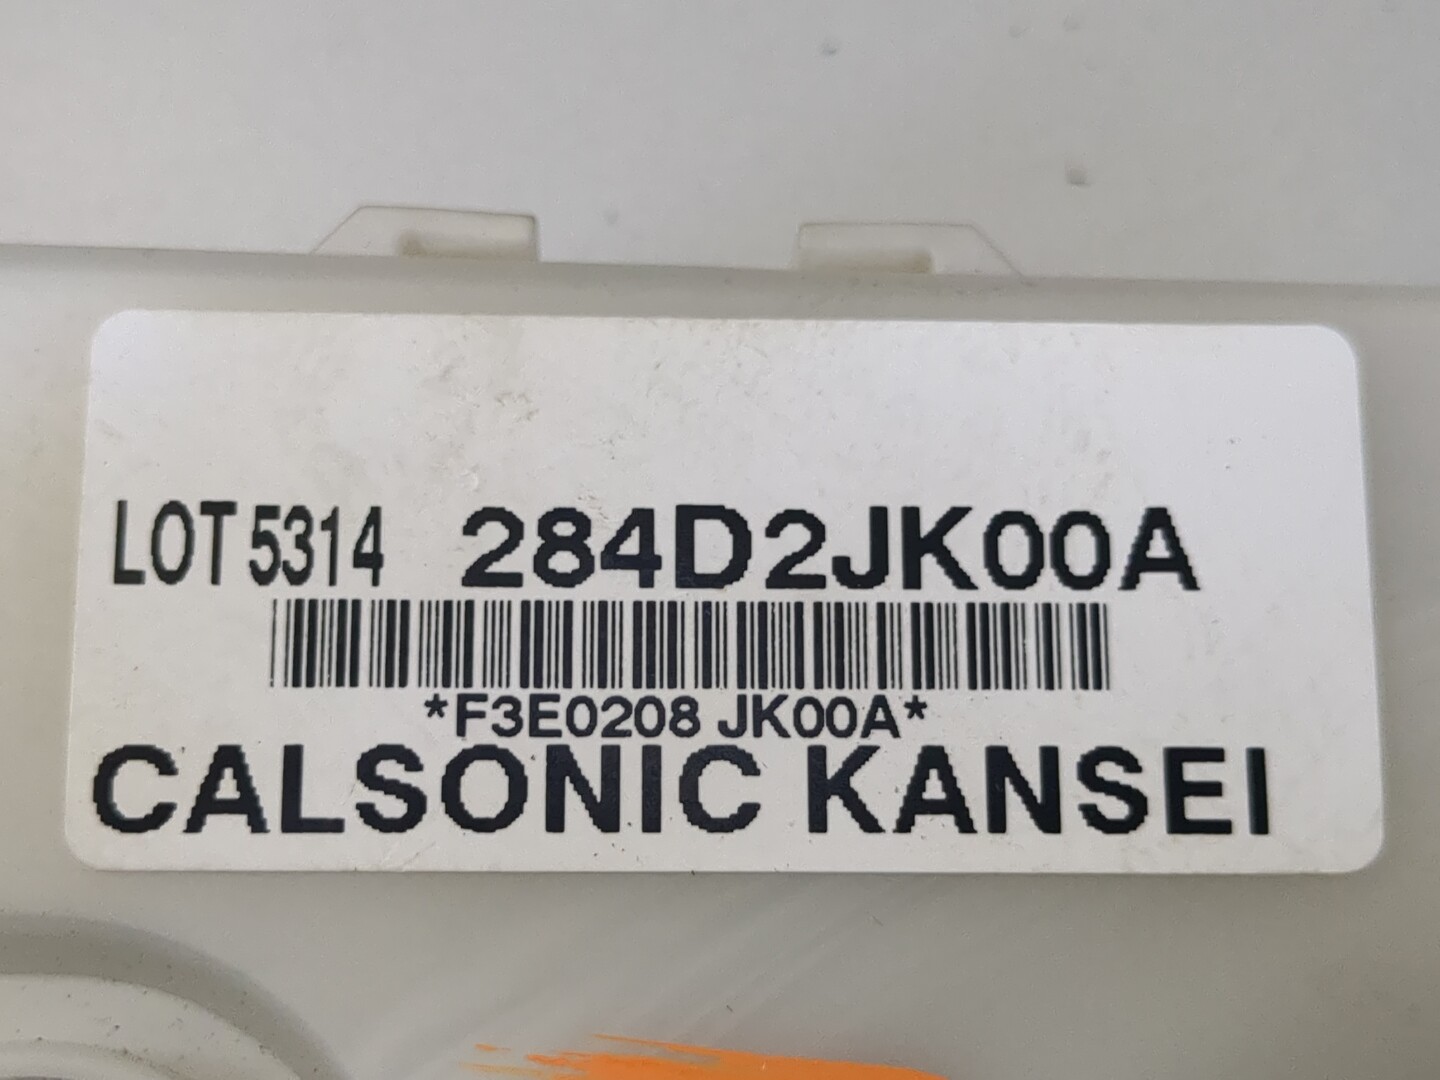 LOT 5314 284D2JK00A
*F3E0208 JK00A*
CALSONIC KANSEI